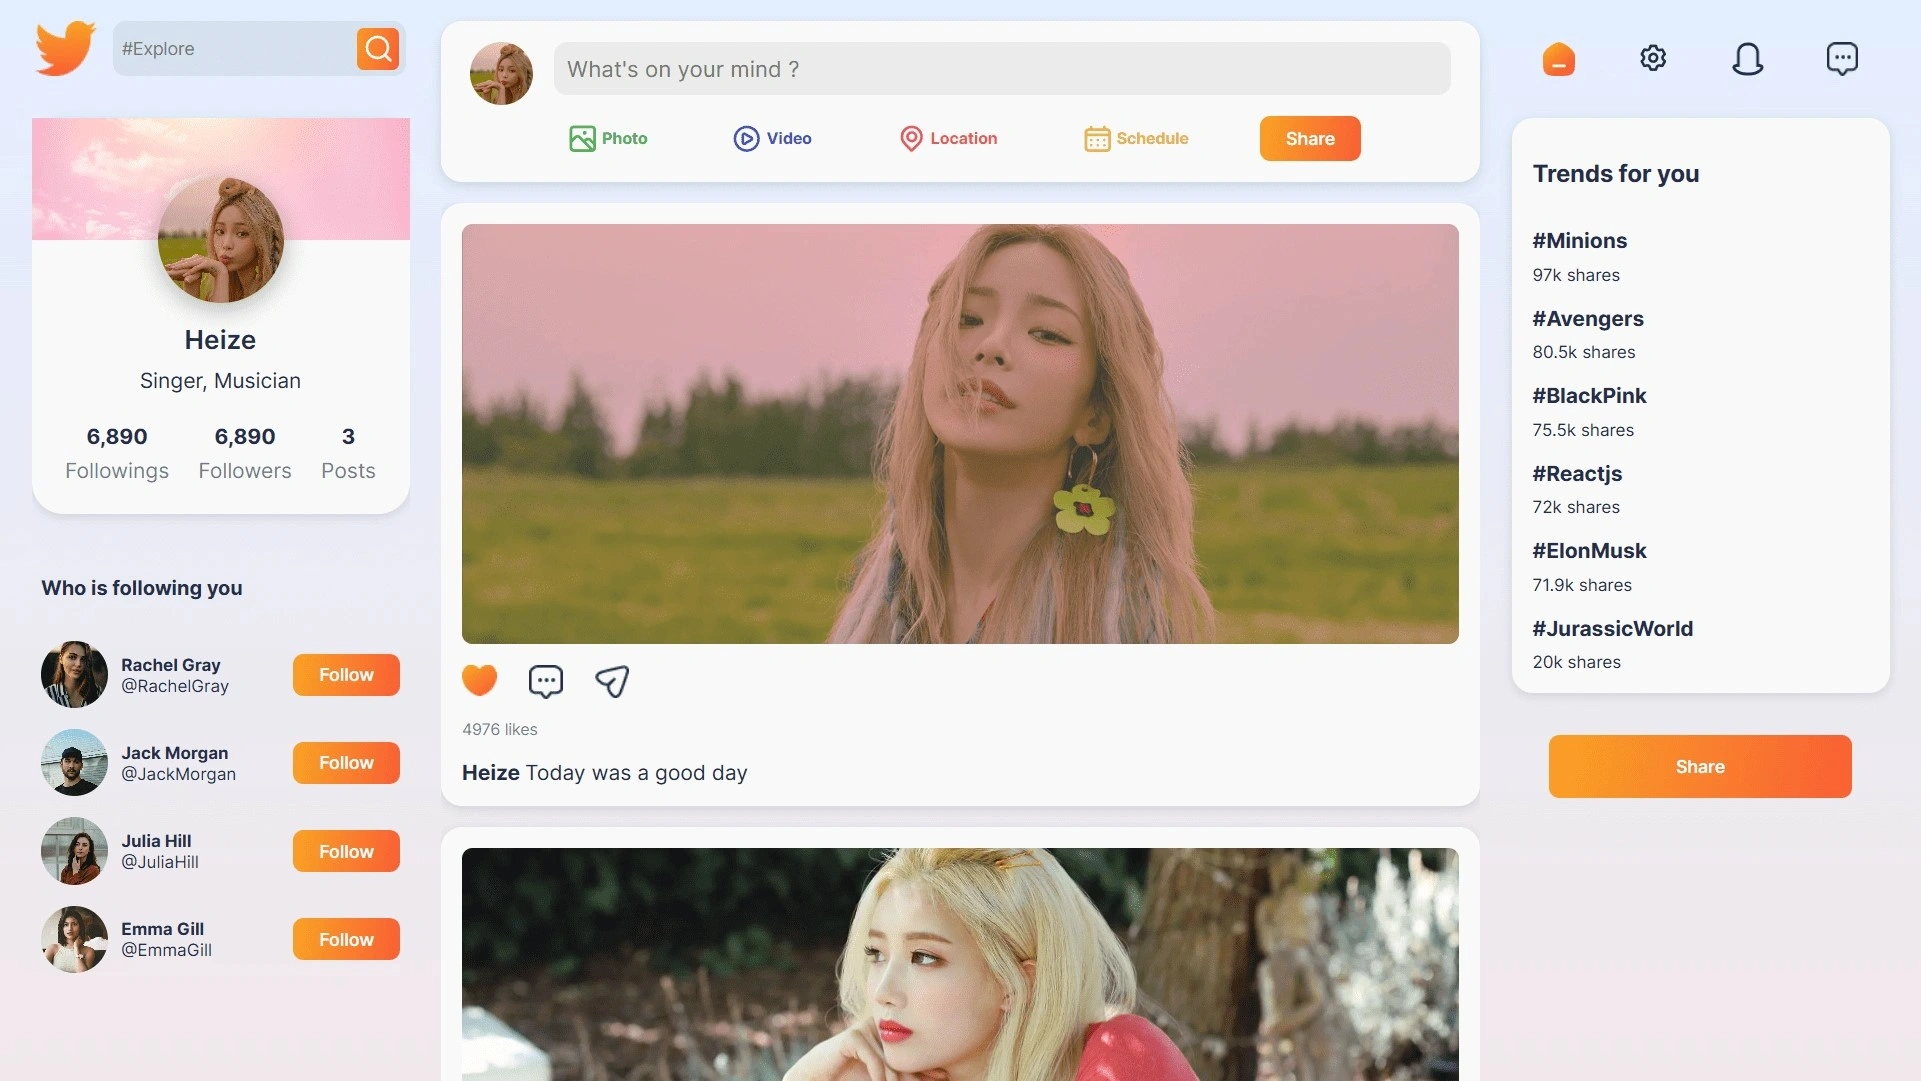 #Explore
Heize
Singer, Musician
6,890 6,890 3
Followings Followers Posts
Who is following you
Rachel Gray
@RachelGray
Follow
Jack Morgan
@JackMorgan
Follow
Julia Hill
@JuliaHill
Follow
Emma Gill
@EmmaGill
Follow
What's on your mind ?
Photo Video Location Schedule Share
4976 likes
Heize Today was a good day
Trends for you
#Minions
97k shares
#Avengers
80.5k shares
#BlackPink
75.5k shares
#Reactjs
72k shares
#ElonMusk
71.9k shares
#JurassicWorld
20k shares
Share